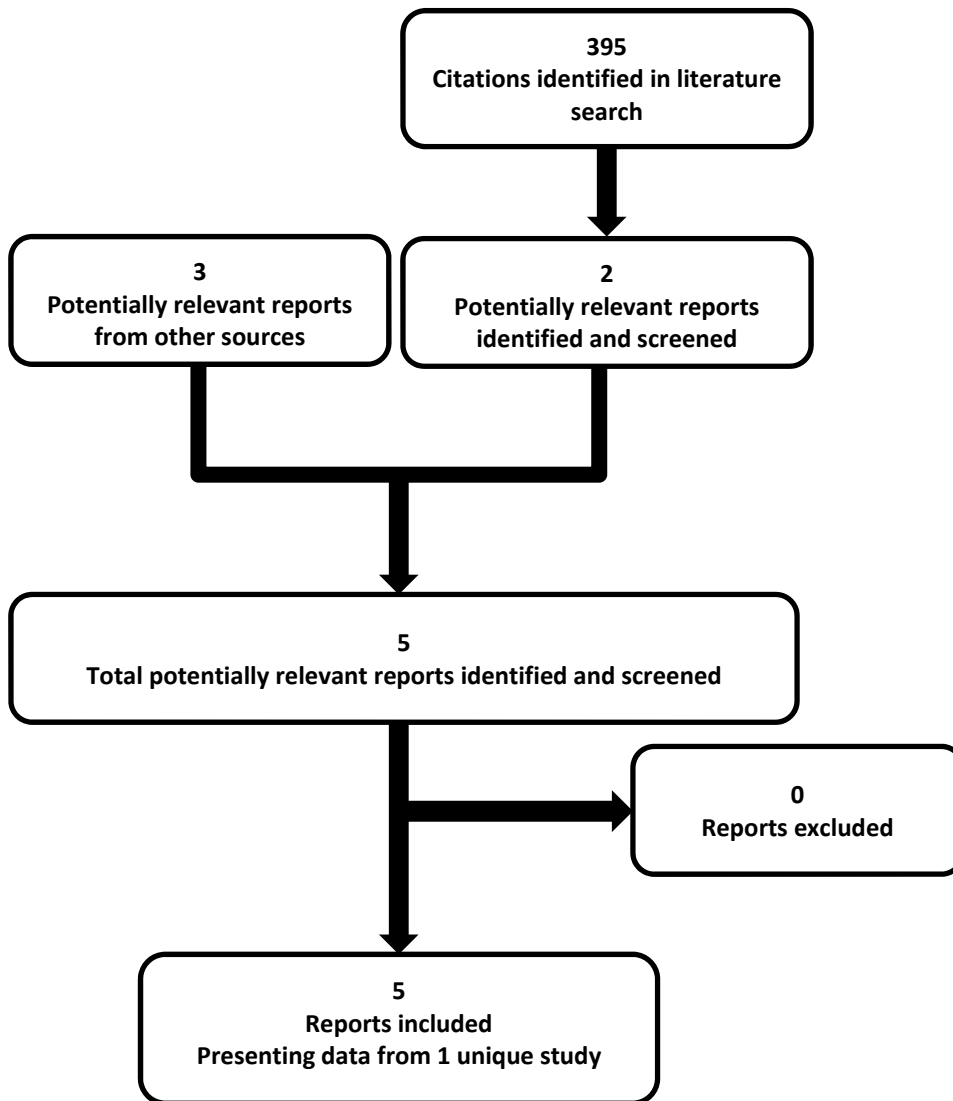 395
Citations identified in literature
search
3
Potentially relevant reports
from other sources
2
Potentially relevant reports
identified and screened
5
Total potentially relevant reports identified and screened
0
Reports excluded
5
Reports included
Presenting data from 1 unique study